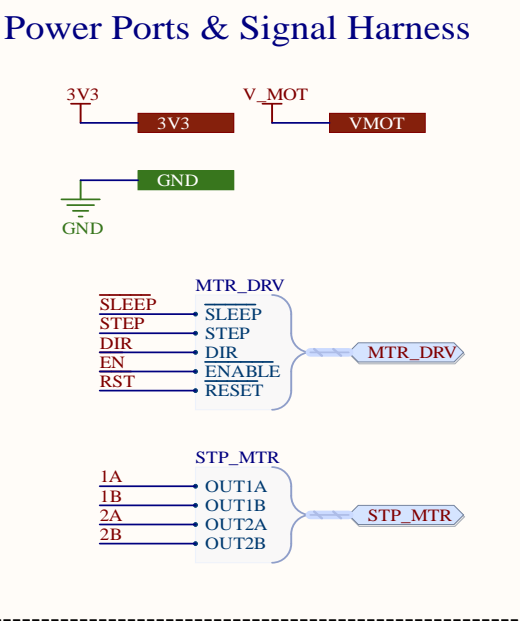 Power Ports & Signal Harness
3V3
V_MOT
3V3
VMOT
GND
GND
MTR_DRV
SLEEP
SLEEP
STEP
STEP
DIR
DIR
EN
ENABLE
RST
RESET
MTR_DRV
STP_MTR
1A
OUT1A
1B
OUT1B
2A
OUT2A
2B
OUT2B
STP_MTR